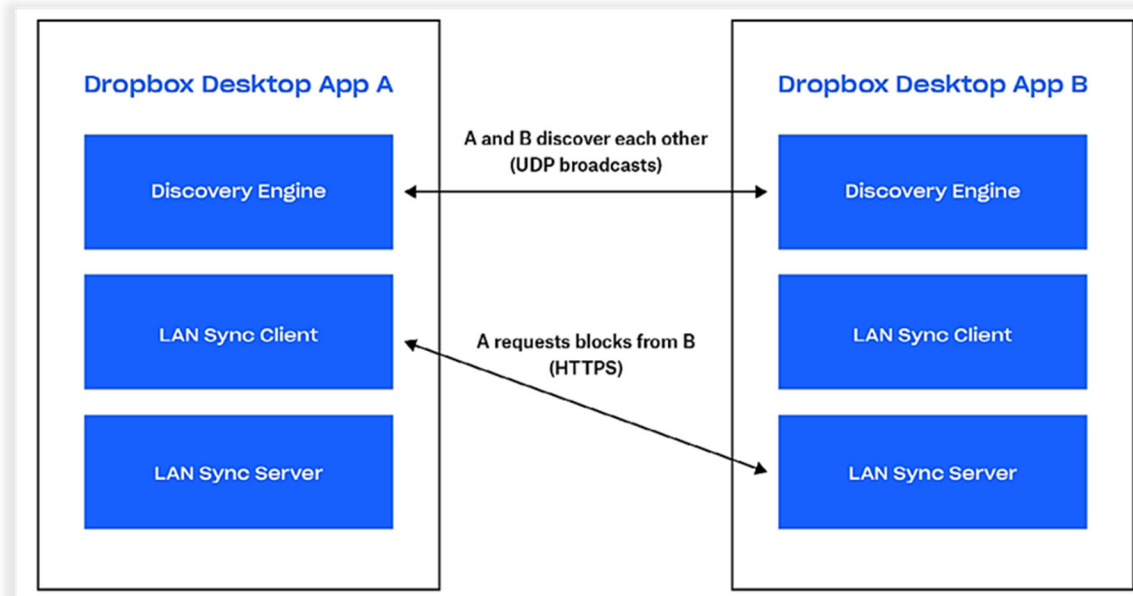 Dropbox Desktop App A
Discovery Engine
LAN Sync Client
LAN Sync Server
A and B discover each other
(UDP broadcasts)
A requests blocks from B
(HTTPS)
Dropbox Desktop App B
Discovery Engine
LAN Sync Client
LAN Sync Server